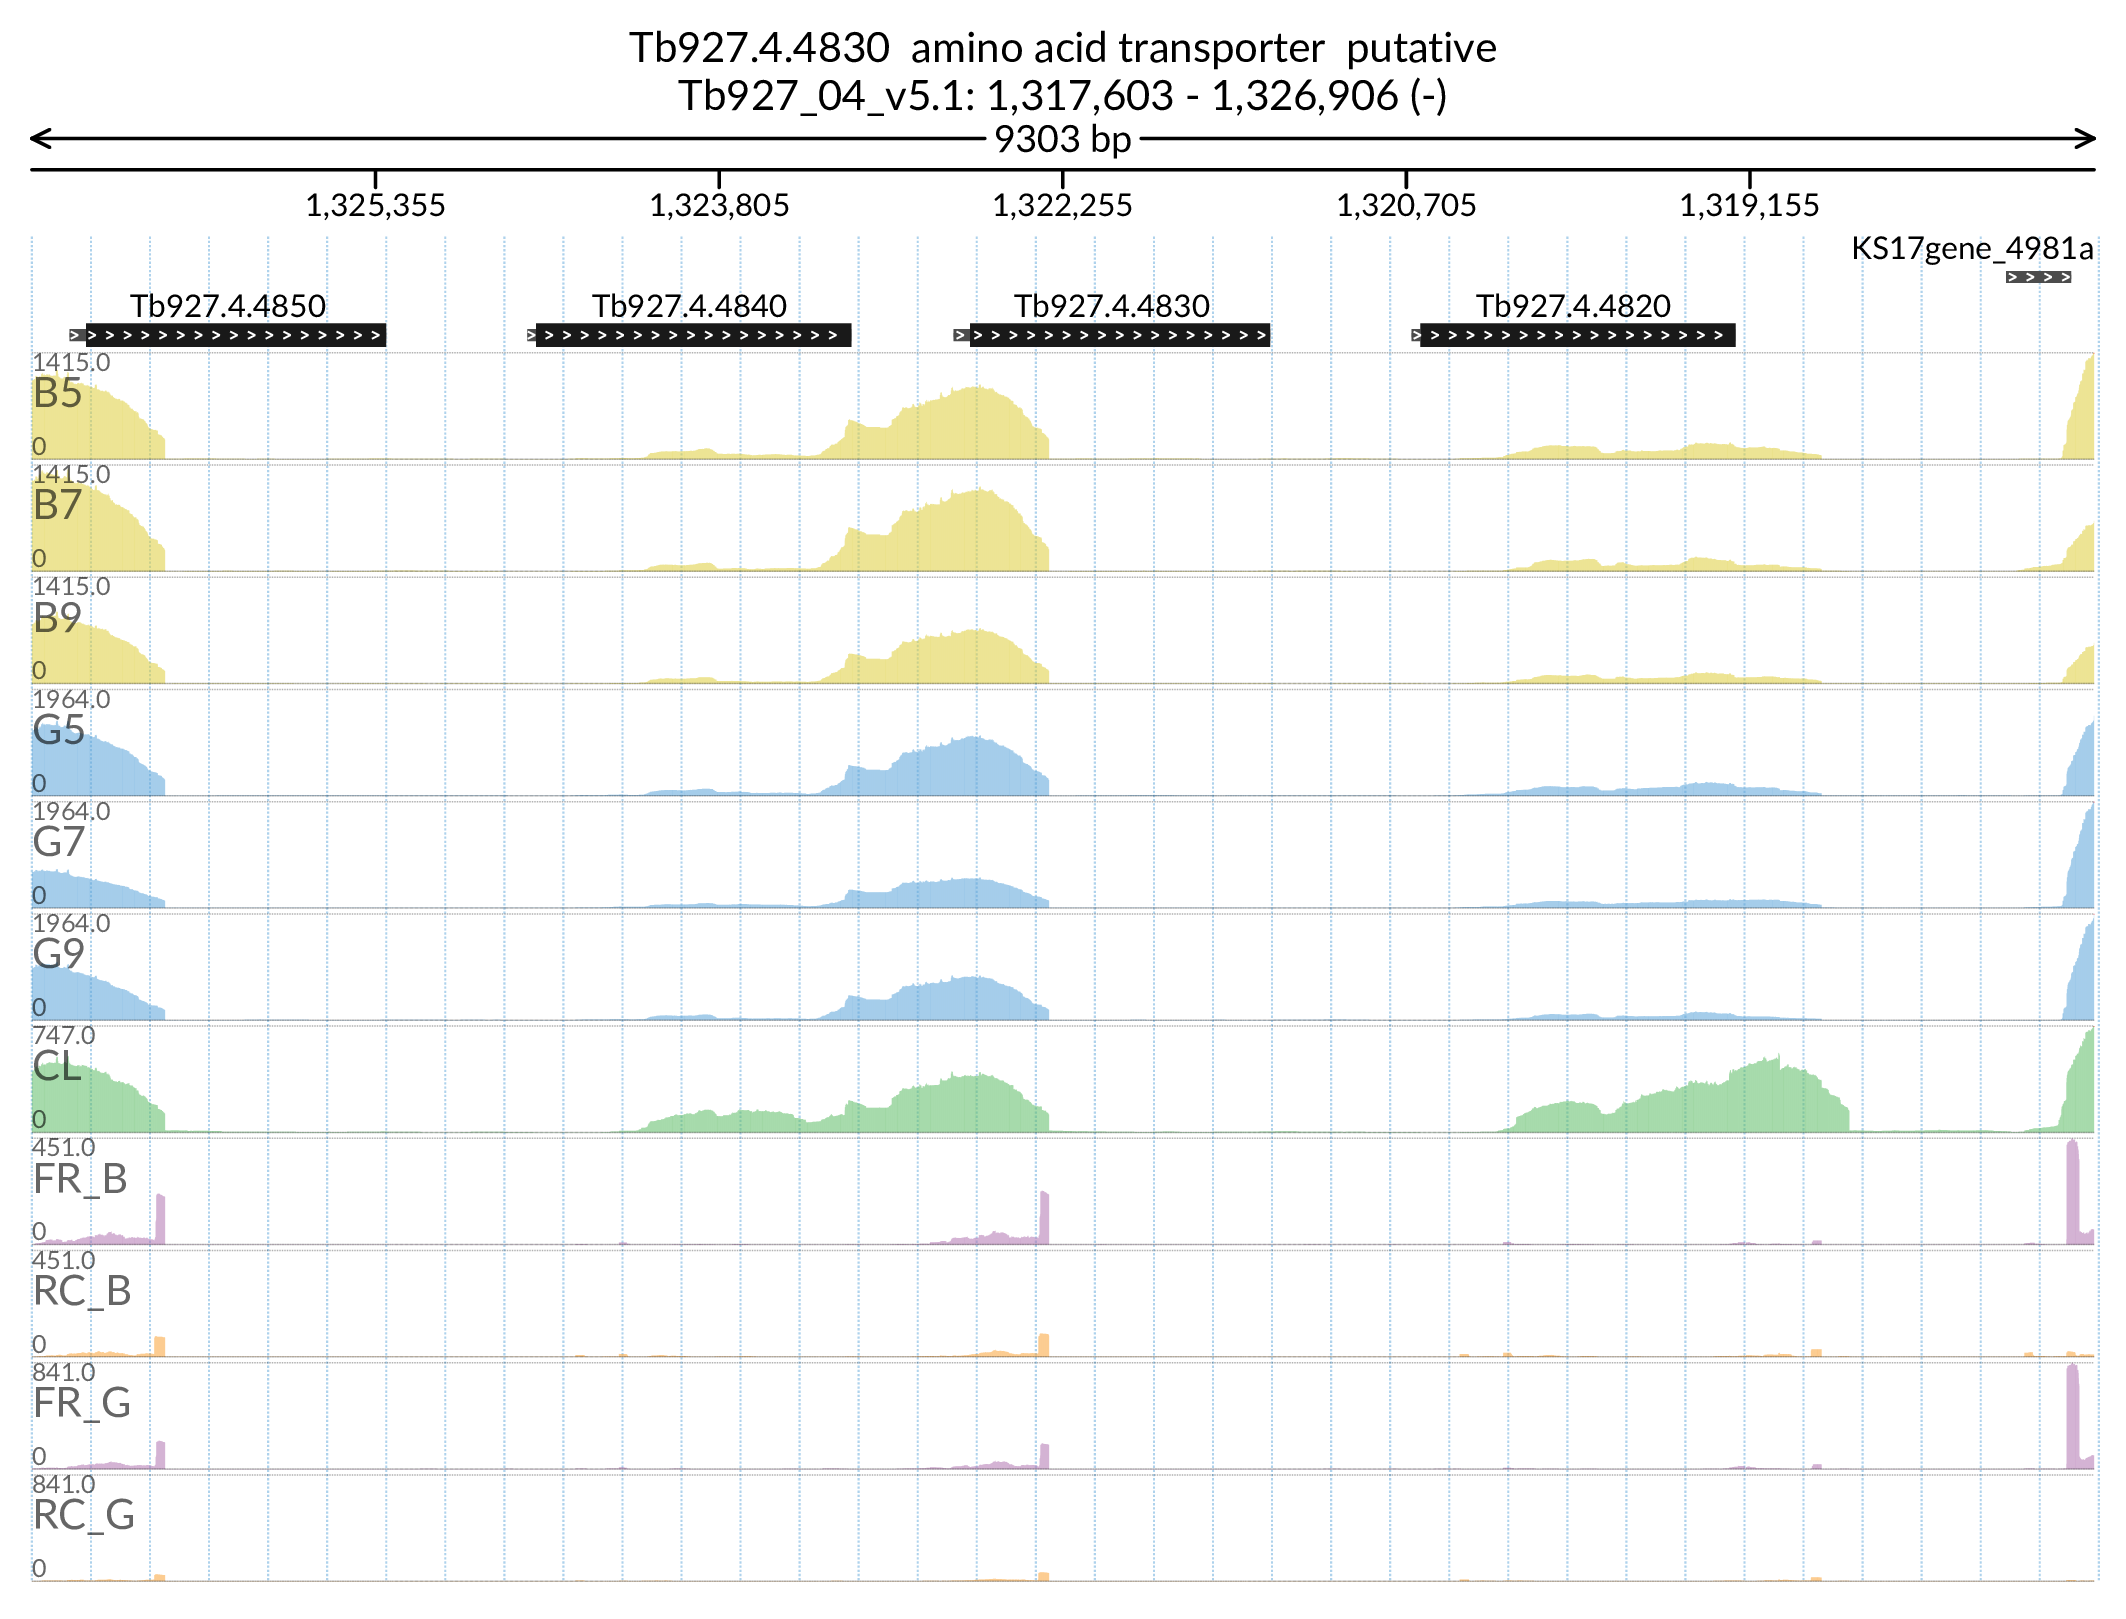 Tb927.4.4830  amino acid transporter  putative
Tb927_04_v5.1: 1,317,603 - 1,326,906 (-)
9303 bp
1,325,355 1,323,805 1,322,255 1,320,705 1,319,155
KS17gene_4981a
Tb927.4.4850 Tb927.4.4840 Tb927.4.4830 Tb927.4.4820
1415.0
B5
0
1415.0
B7
0
1415.0
B9
0
1964.0
G5
0
1964.0
G7
0
1964.0
G9
0
747.0
CL
0
451.0
FR_B
0
451.0
RC_B
0
841.0
FR_G
0
841.0
RC_G
0